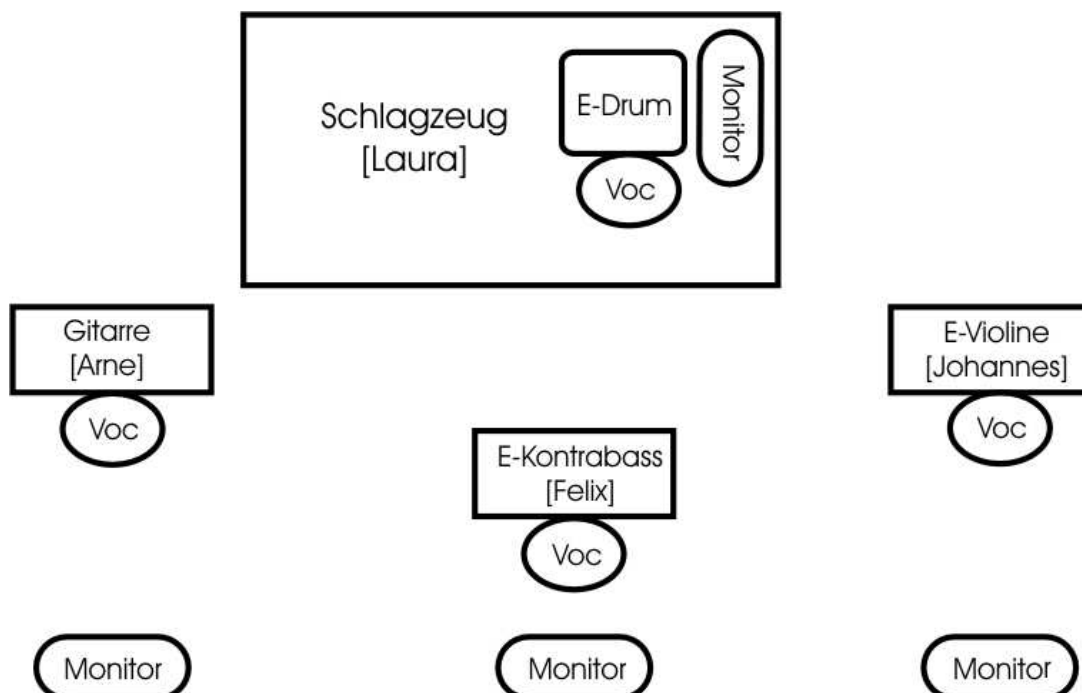 Schlagzeug
[Laura]
E-Drum
Monitor
Voc
Gitarre
[Arne]
Voc
E-Kontrabass
[Felix]
Voc
E-Violine
[Johannes]
Voc
Monitor
Monitor
Monitor